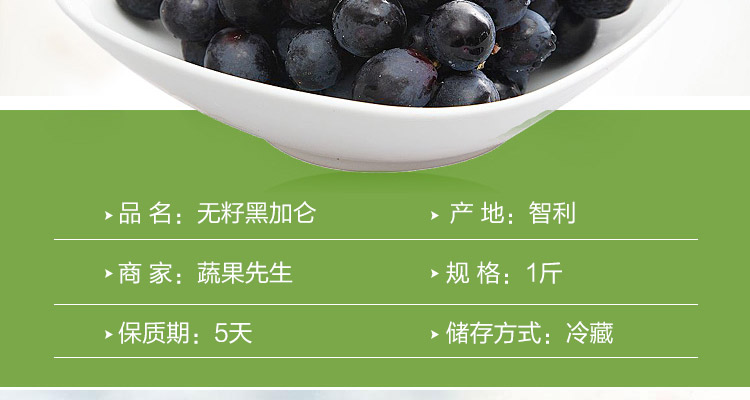 品 名：无籽黑加仑
产 地：智利
商 家：蔬果先生
规 格：1斤
保质期：5天
储存方式：冷藏